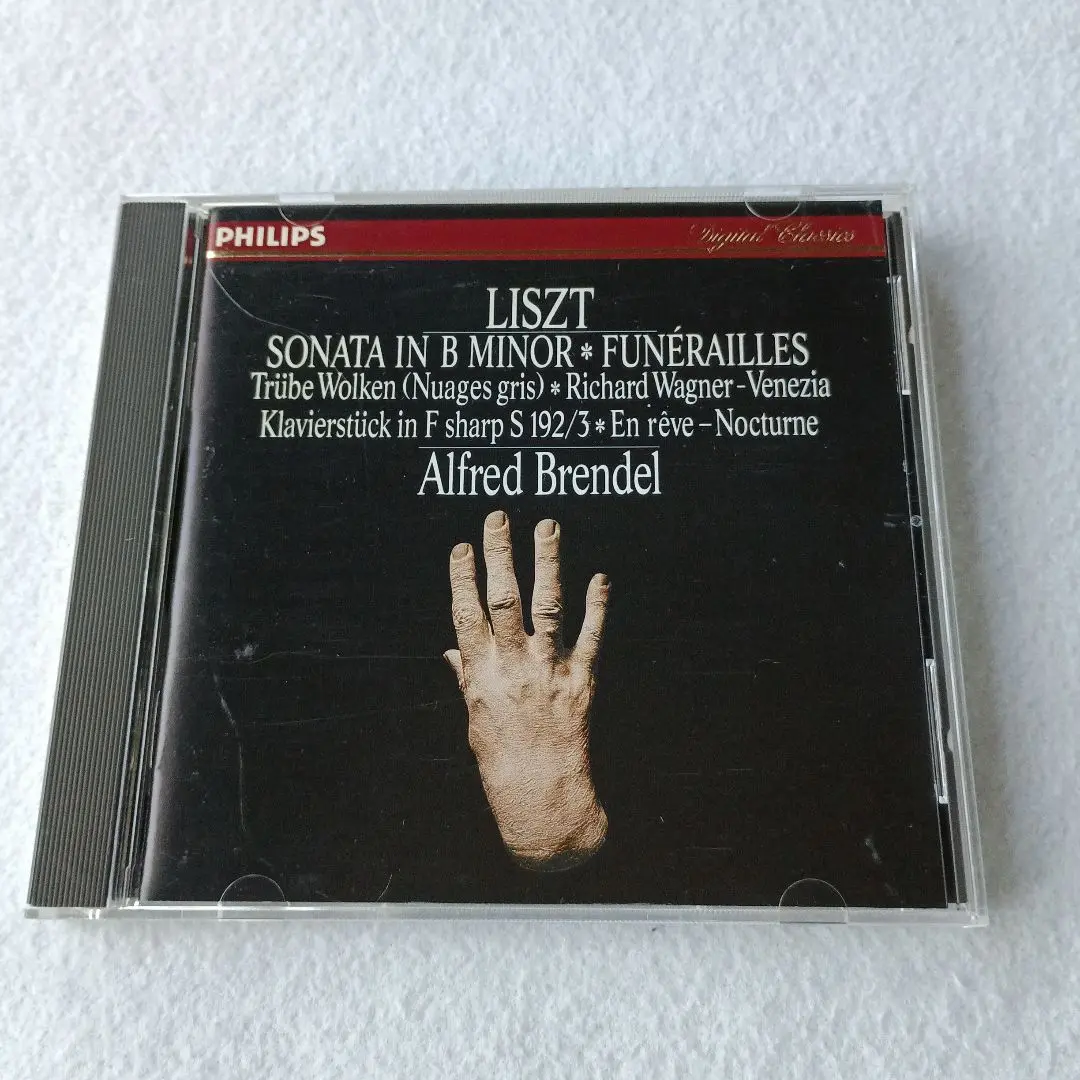 PHILIPS
Digital Classics
LISZT
SONATA IN B MINOR * FUNÉRAILLES
Trübe Wolken (Nuages gris) * Richard Wagner – Venezia
Klavierstück in F sharp S 192/3 * En rêve – Nocturne
Alfred Brendel